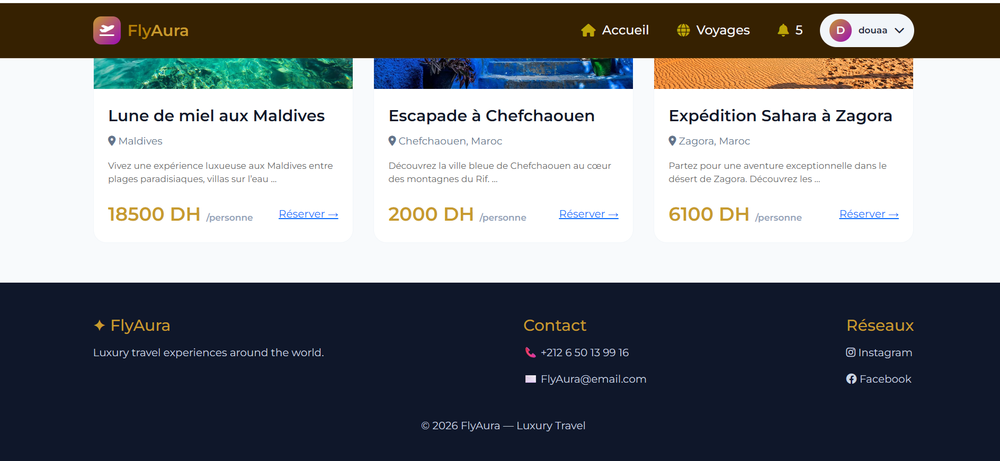 FlyAura
Accueil
Voyages
5
D douaa
Lune de miel aux Maldives
Maldives
Vivez une expérience luxueuse aux Maldives entre
plages paradisiaques, villas sur l’eau ...
18500 DH /personne
Réserver →
Escapade à Chefchaouen
Chefchaouen, Maroc
Découvrez la ville bleue de Chefchaouen au cœur
des montagnes du Rif. ...
2000 DH /personne
Réserver →
Expédition Sahara à Zagora
Zagora, Maroc
Partez pour une aventure exceptionnelle dans le
désert de Zagora. Découvrez les ...
6100 DH /personne
Réserver →
✦ FlyAura
Luxury travel experiences around the world.
Contact
📞 +212 6 50 13 99 16
✉️ FlyAura@email.com
Réseaux
Instagram
Facebook
© 2026 FlyAura — Luxury Travel